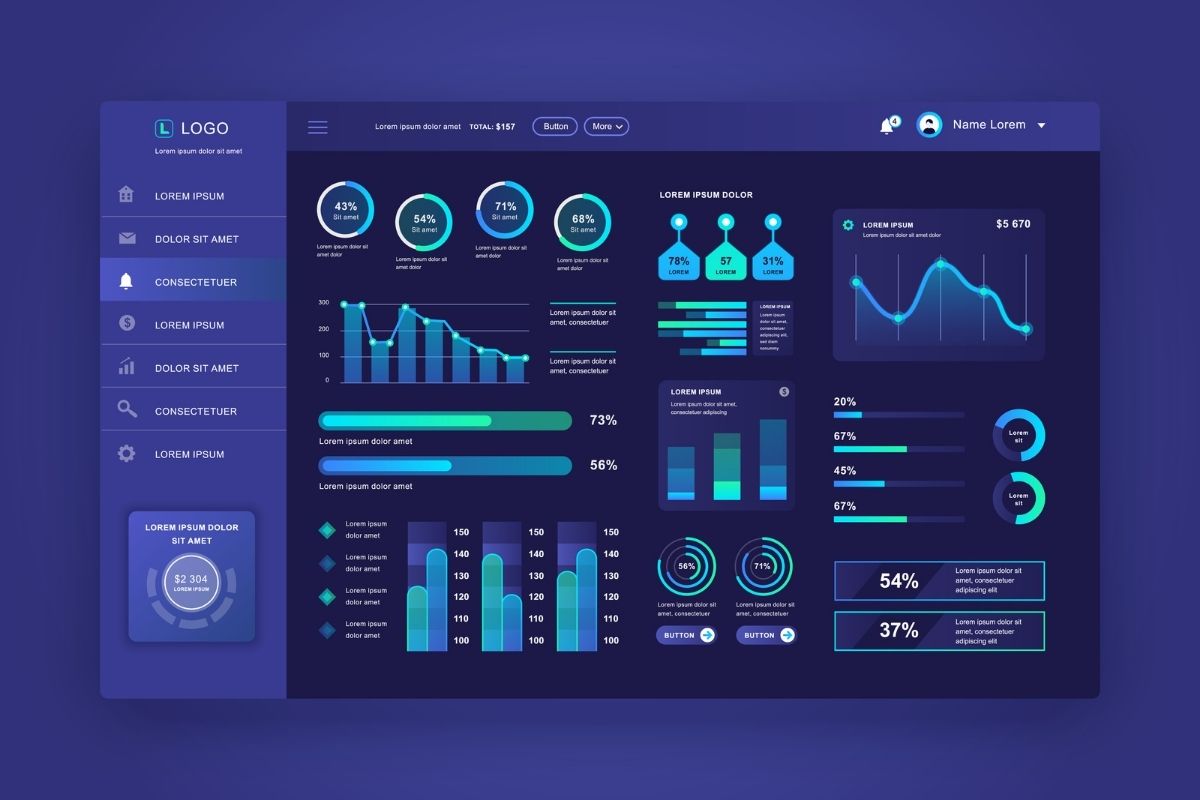 L LOGO
Lorem ipsum dolor sit amet
LOREM IPSUM
DOLOR SIT AMET
CONSECTETUER
LOREM IPSUM
DOLOR SIT AMET
CONSECTETUER
LOREM IPSUM
LOREM IPSUM DOLOR
SIT AMET
$2 304
LOREM IPSUM
Lorem ipsum dolor amet TOTAL: $157 Button More
4 Name Lorem
43%
Sit amet
Lorem ipsum dolor sit
amet dolor
54%
Sit amet
Lorem ipsum dolor sit
amet dolor
71%
Sit amet
Lorem ipsum dolor sit
amet dolor
68%
Sit amet
Lorem ipsum dolor sit
amet dolor
300
200
100
0
Lorem ipsum dolor sit
amet, consectetuer
Lorem ipsum dolor sit
amet, consectetuer
73%
Lorem ipsum dolor amet
56%
Lorem ipsum dolor amet
Lorem ipsum
dolor amet
Lorem ipsum
dolor amet
Lorem ipsum
dolor amet
Lorem ipsum
dolor amet
150
140
130
120
110
100
150
140
130
120
110
100
150
140
130
120
110
100
LOREM IPSUM DOLOR
78%
LOREM
57
LOREM
31%
LOREM
LOREM IPSUM
Lorem ipsum
dolor sit amet,
consectetuer
adipiscing elit,
sed diam
nonummy
LOREM IPSUM $
Lorem ipsum dolor sit amet,
consectetuer adipiscing
56%
Lorem ipsum dolor sit
amet, consectetuer
BUTTON
71%
Lorem ipsum dolor sit
amet, consectetuer
BUTTON
LOREM IPSUM $5 670
Lorem ipsum dolor sit amet dolor
20%
67%
45%
67%
Lorem
sit
Lorem
sit
54%
Lorem ipsum dolor sit
amet, consectetuer
adipiscing elit
37%
Lorem ipsum dolor sit
amet, consectetuer
adipiscing elit